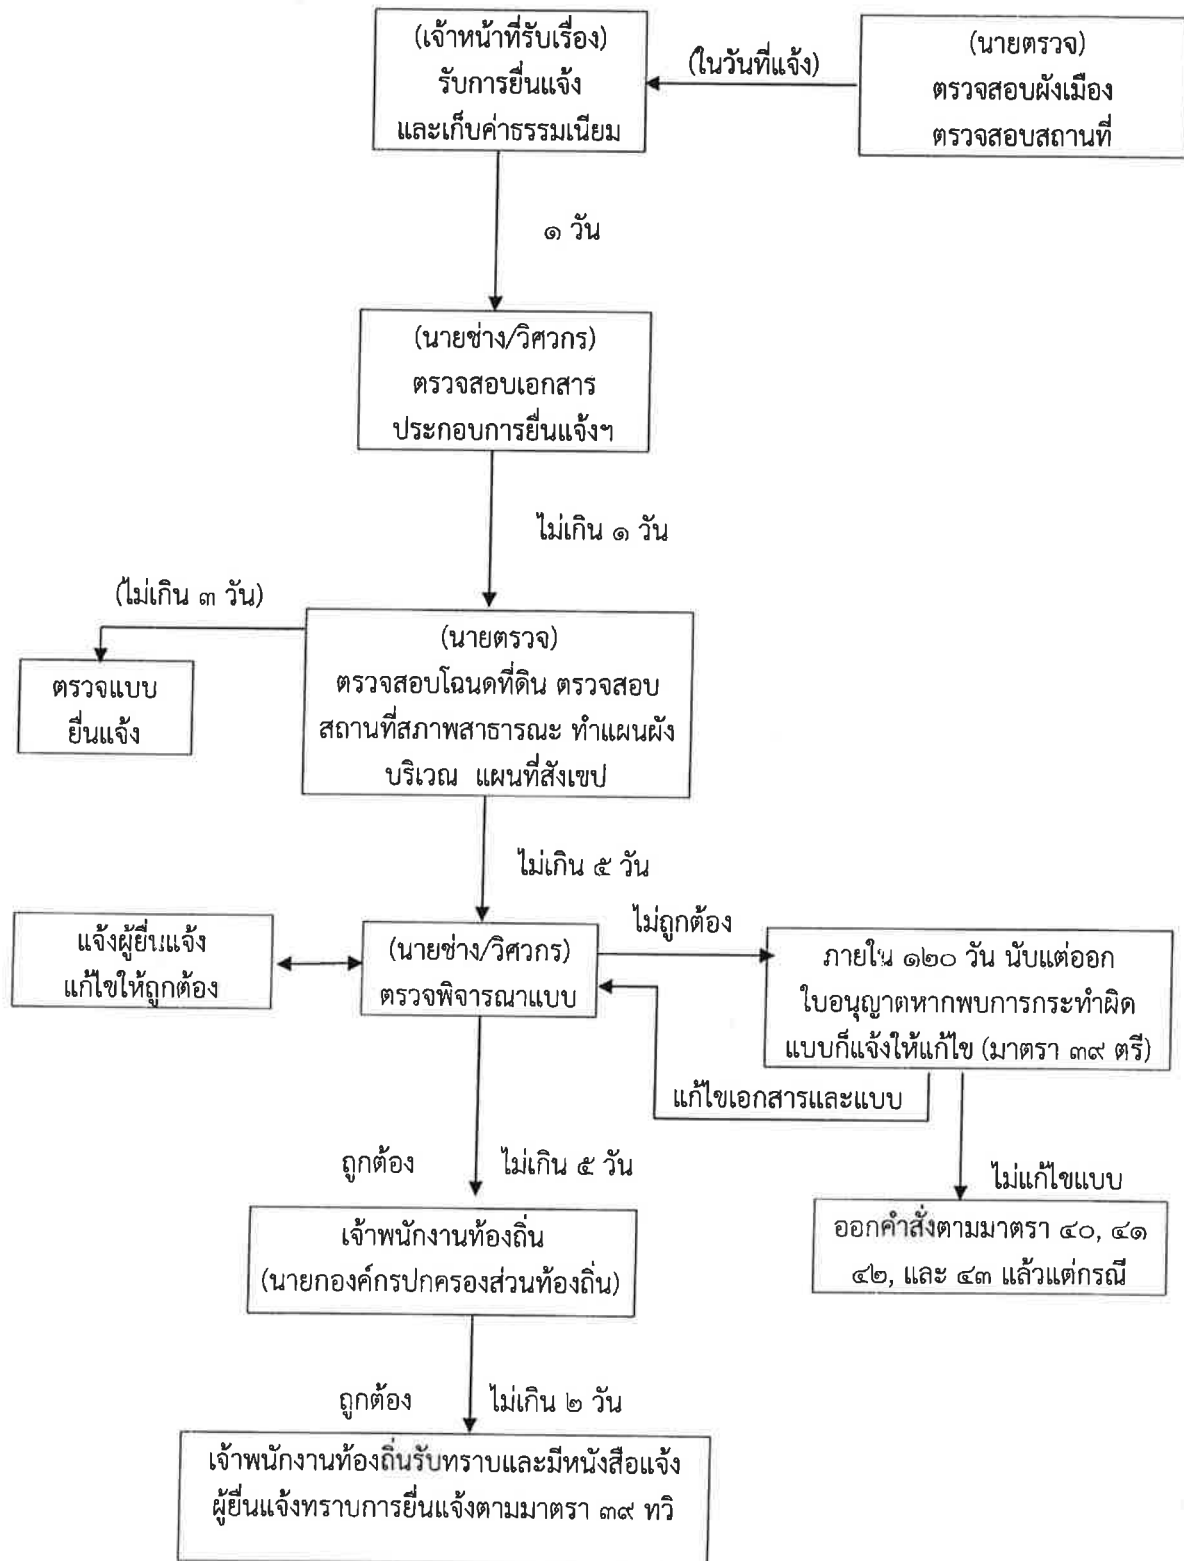 (เจ้าหน้าที่รับเรื่อง)
รับการยื่นแจ้ง
และเก็บค่าธรรมเนียม
(ในวันที่แจ้ง)
(นายตรวจ)
ตรวจสอบผังเมือง
ตรวจสอบสถานที่
๑ วัน
(นายช่าง/วิศวกร)
ตรวจสอบเอกสาร
ประกอบการยื่นแจ้งฯ
ไม่เกิน ๑ วัน
(ไม่เกิน ๓ วัน)
ตรวจแบบ
ยื่นแจ้ง
(นายตรวจ)
ตรวจสอบโฉนดที่ดิน ตรวจสอบ
สถานที่สภาพสาธารณะ ทำแผนผัง
บริเวณ แผนที่สังเขป
ไม่เกิน ๕ วัน
แจ้งผู้ยื่นแจ้ง
แก้ไขให้ถูกต้อง
(นายช่าง/วิศวกร)
ตรวจพิจารณาแบบ
ไม่ถูกต้อง
ภายใน ๑๒๐ วัน นับแต่ออก
ใบอนุญาตหากพบการกระทำผิด
แบบก็แจ้งให้แก้ไข (มาตรา ๓๙ ตรี)
แก้ไขเอกสารและแบบ
ถูกต้อง ไม่เกิน ๕ วัน
ไม่แก้ไขแบบ
ออกคำสั่งตามมาตรา ๔๐, ๔๑
๔๒, และ ๔๓ แล้วแต่กรณี
เจ้าพนักงานท้องถิ่น
(นายกองค์กรปกครองส่วนท้องถิ่น)
ถูกต้อง ไม่เกิน ๒ วัน
เจ้าพนักงานท้องถิ่นรับทราบและมีหนังสือแจ้ง
ผู้ยื่นแจ้งทราบการยื่นแจ้งตามมาตรา ๓๙ ทวิ